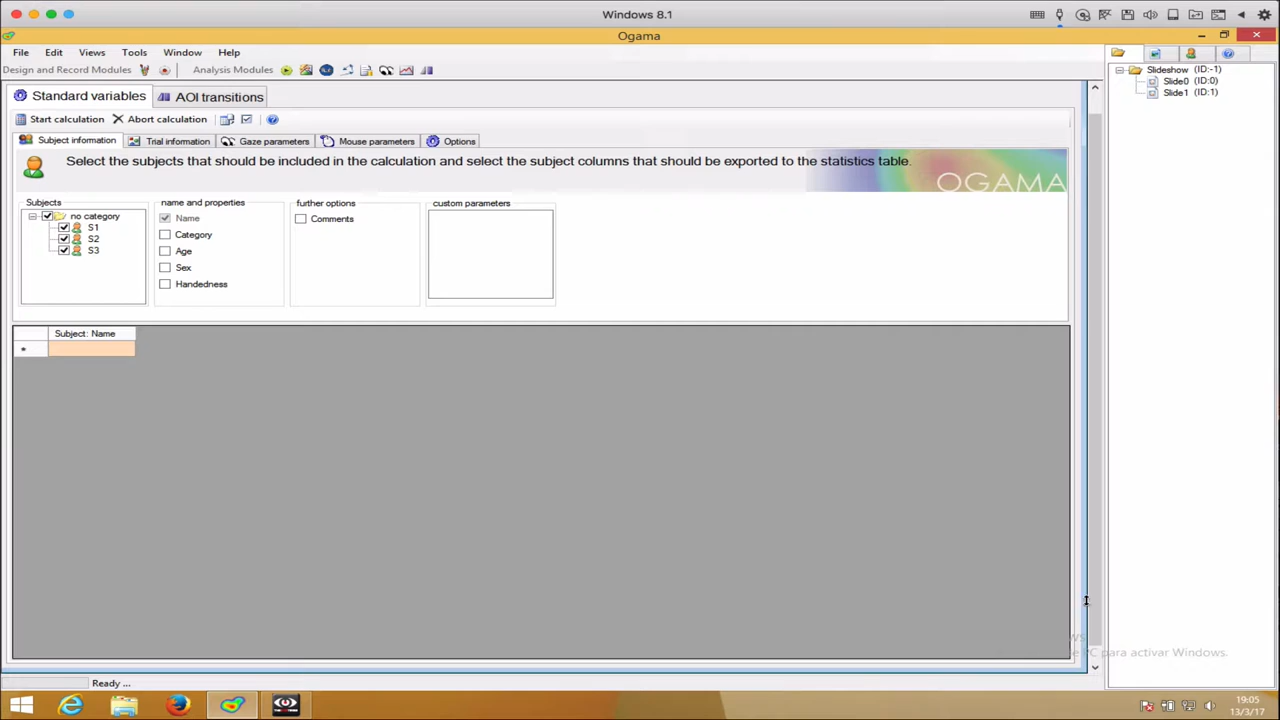 Windows 8.1
Ogama
File Edit Views Tools Window Help
Design and Record Modules Analysis Modules
Slideshow (ID:-1)
Slide0 (ID:0)
Slide1 (ID:1)
Standard variables AOI transitions
Start calculation Abort calculation
Subject information Trial information Gaze parameters Mouse parameters Options
Select the subjects that should be included in the calculation and select the subject columns that should be exported to the statistics table.
OGAMA
Subjects name and properties further options custom parameters
no category Name Comments
S1 Category
S2 Age
S3 Sex
Handedness
Subject: Name
PC para activar Windows.
Ready ...
19:05
13/3/17